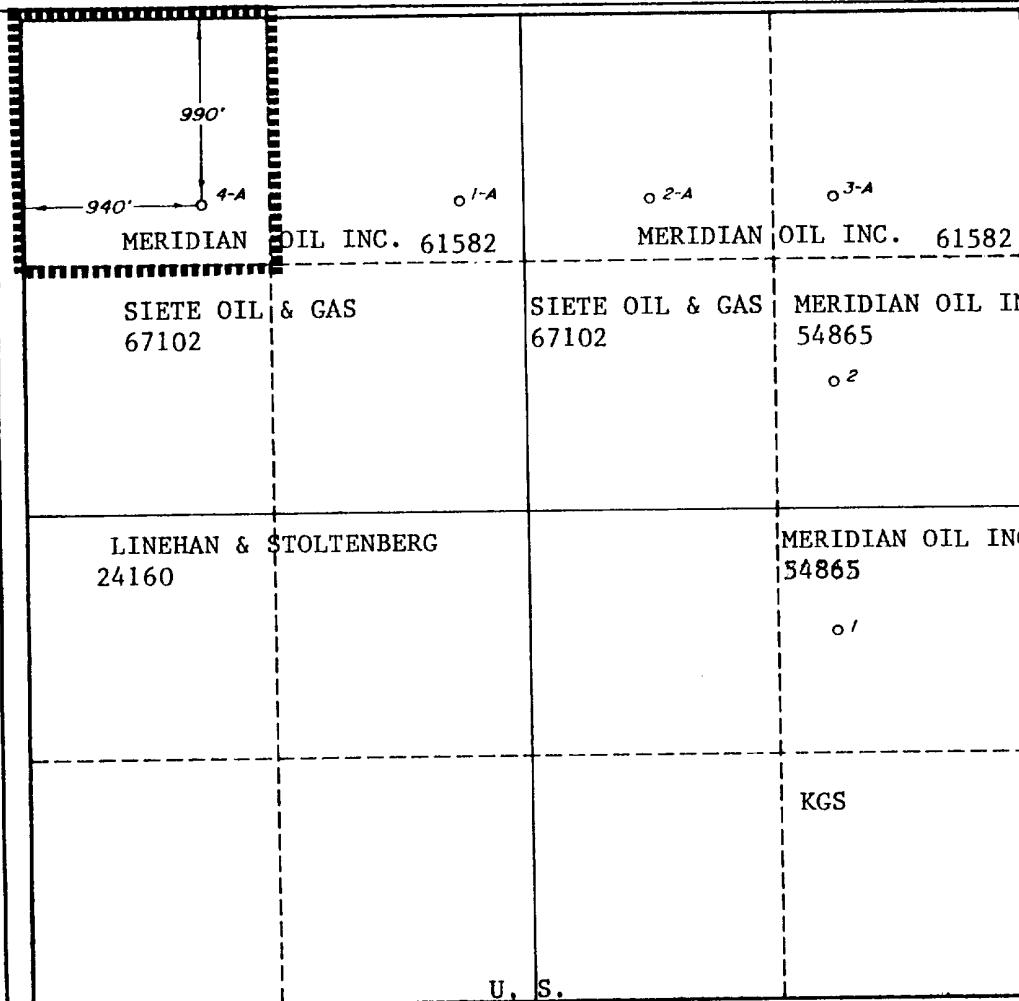 990'
940' 4-A 1-A 2-A 3-A
MERIDIAN OIL INC. 61582 MERIDIAN OIL INC. 61582
SIETE OIL & GAS SIETE OIL & GAS MERIDIAN OIL IN
67102 67102 54865
2
LINEHAN & STOLTENBERG MERIDIAN OIL INC
24160 54865
1
KGS
U. S.